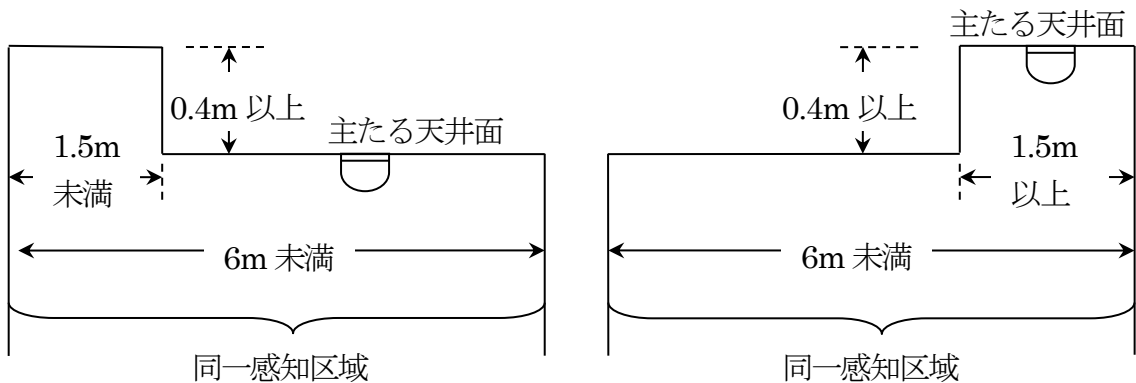 0.4m 以上
主たる天井面
1.5m
未満
6m 未満
同一感知区域
主たる天井面
0.4m 以上
1.5m
以上
6m 未満
同一感知区域